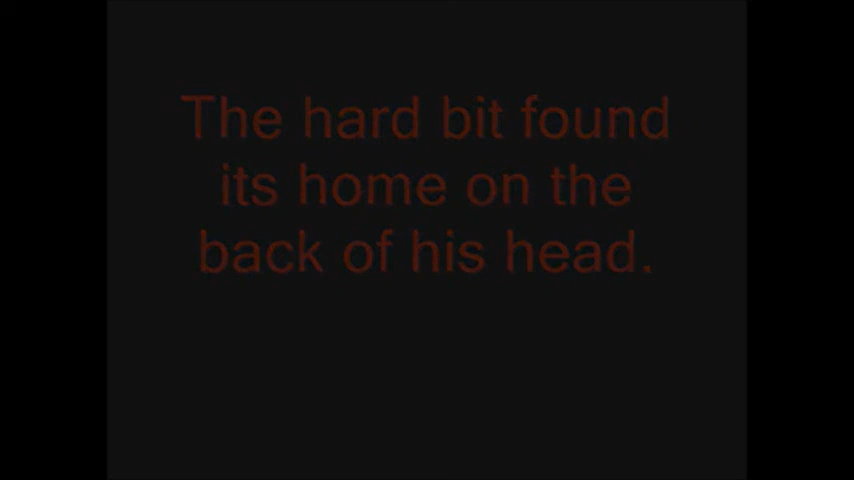 The hard bit found
its home on the
back of his head.